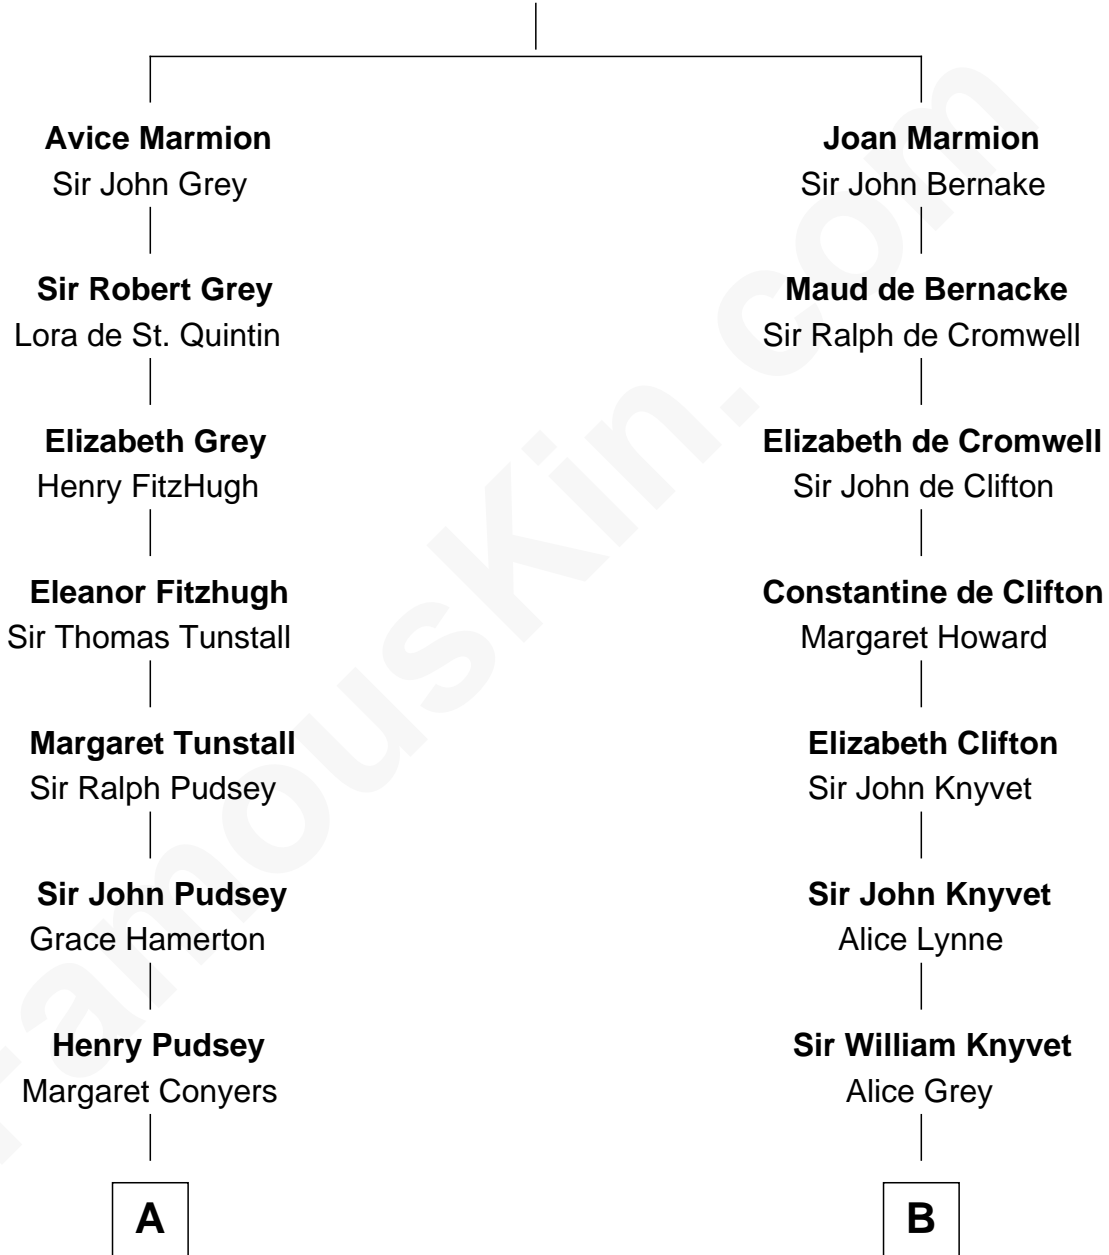 Avice Marmion
Sir John Grey
Sir Robert Grey
Lora de St. Quintin
Elizabeth Grey
Henry FitzHugh
Eleanor Fitzhugh
Sir Thomas Tunstall
Margaret Tunstall
Sir Ralph Pudsey
Sir John Pudsey
Grace Hamerton
Henry Pudsey
Margaret Conyers
A
Joan Marmion
Sir John Bernake
Maud de Bernacke
Sir Ralph de Cromwell
Elizabeth de Cromwell
Sir John de Clifton
Constantine de Clifton
Margaret Howard
Elizabeth Clifton
Sir John Knyvet
Sir John Knyvet
Alice Lynne
Sir William Knyvet
Alice Grey
B
FamousKin.com